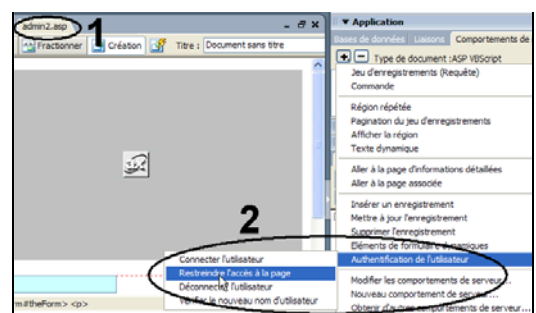 admin2.asp
1
Fractionner Création Titre : Document sans titre
2
Connecter l'utilisateur
Restreindre l'accès à la page
Déconnecter l'utilisateur
Vérifier le nouveau nom d'utilisateur
m#theForm> <p>
Application
Bases de données Liaisons Comportements de
Type de document :ASP VBScript
Jeu d'enregistrements (Requête)
Commande
Région répétée
Pagination du jeu d'enregistrements
Afficher la région
Texte dynamique
Aller à la page d'informations détaillées
Aller à la page associée
Insérer un enregistrement
Mettre à jour l'enregistrement
Supprimer l'enregistrement
Eléments de formulaire dynamiques
Authentification de l'utilisateur
Modifier les comportements de serveur...
Nouveau comportement de serveur...
Obtenir d'autres comportements de serveur...